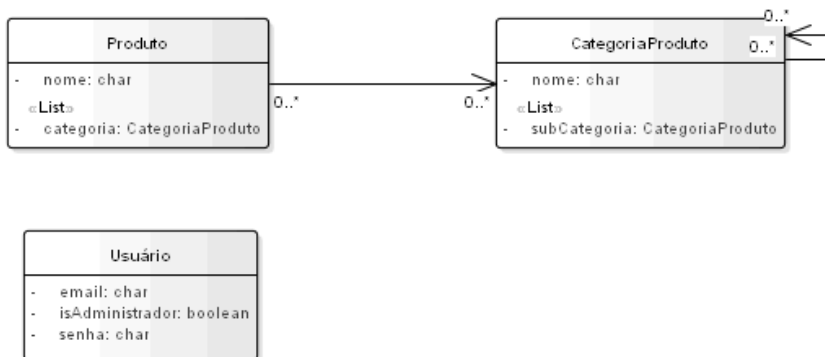 0..*
Produto
CategoriaProduto
0..*
- nome: char
«List»
- categoria: CategoriaProduto
0..*
0..*
- nome: char
«List»
- subCategoria: CategoriaProduto
Usuário
- email: char
- isAdministrador: boolean
- senha: char